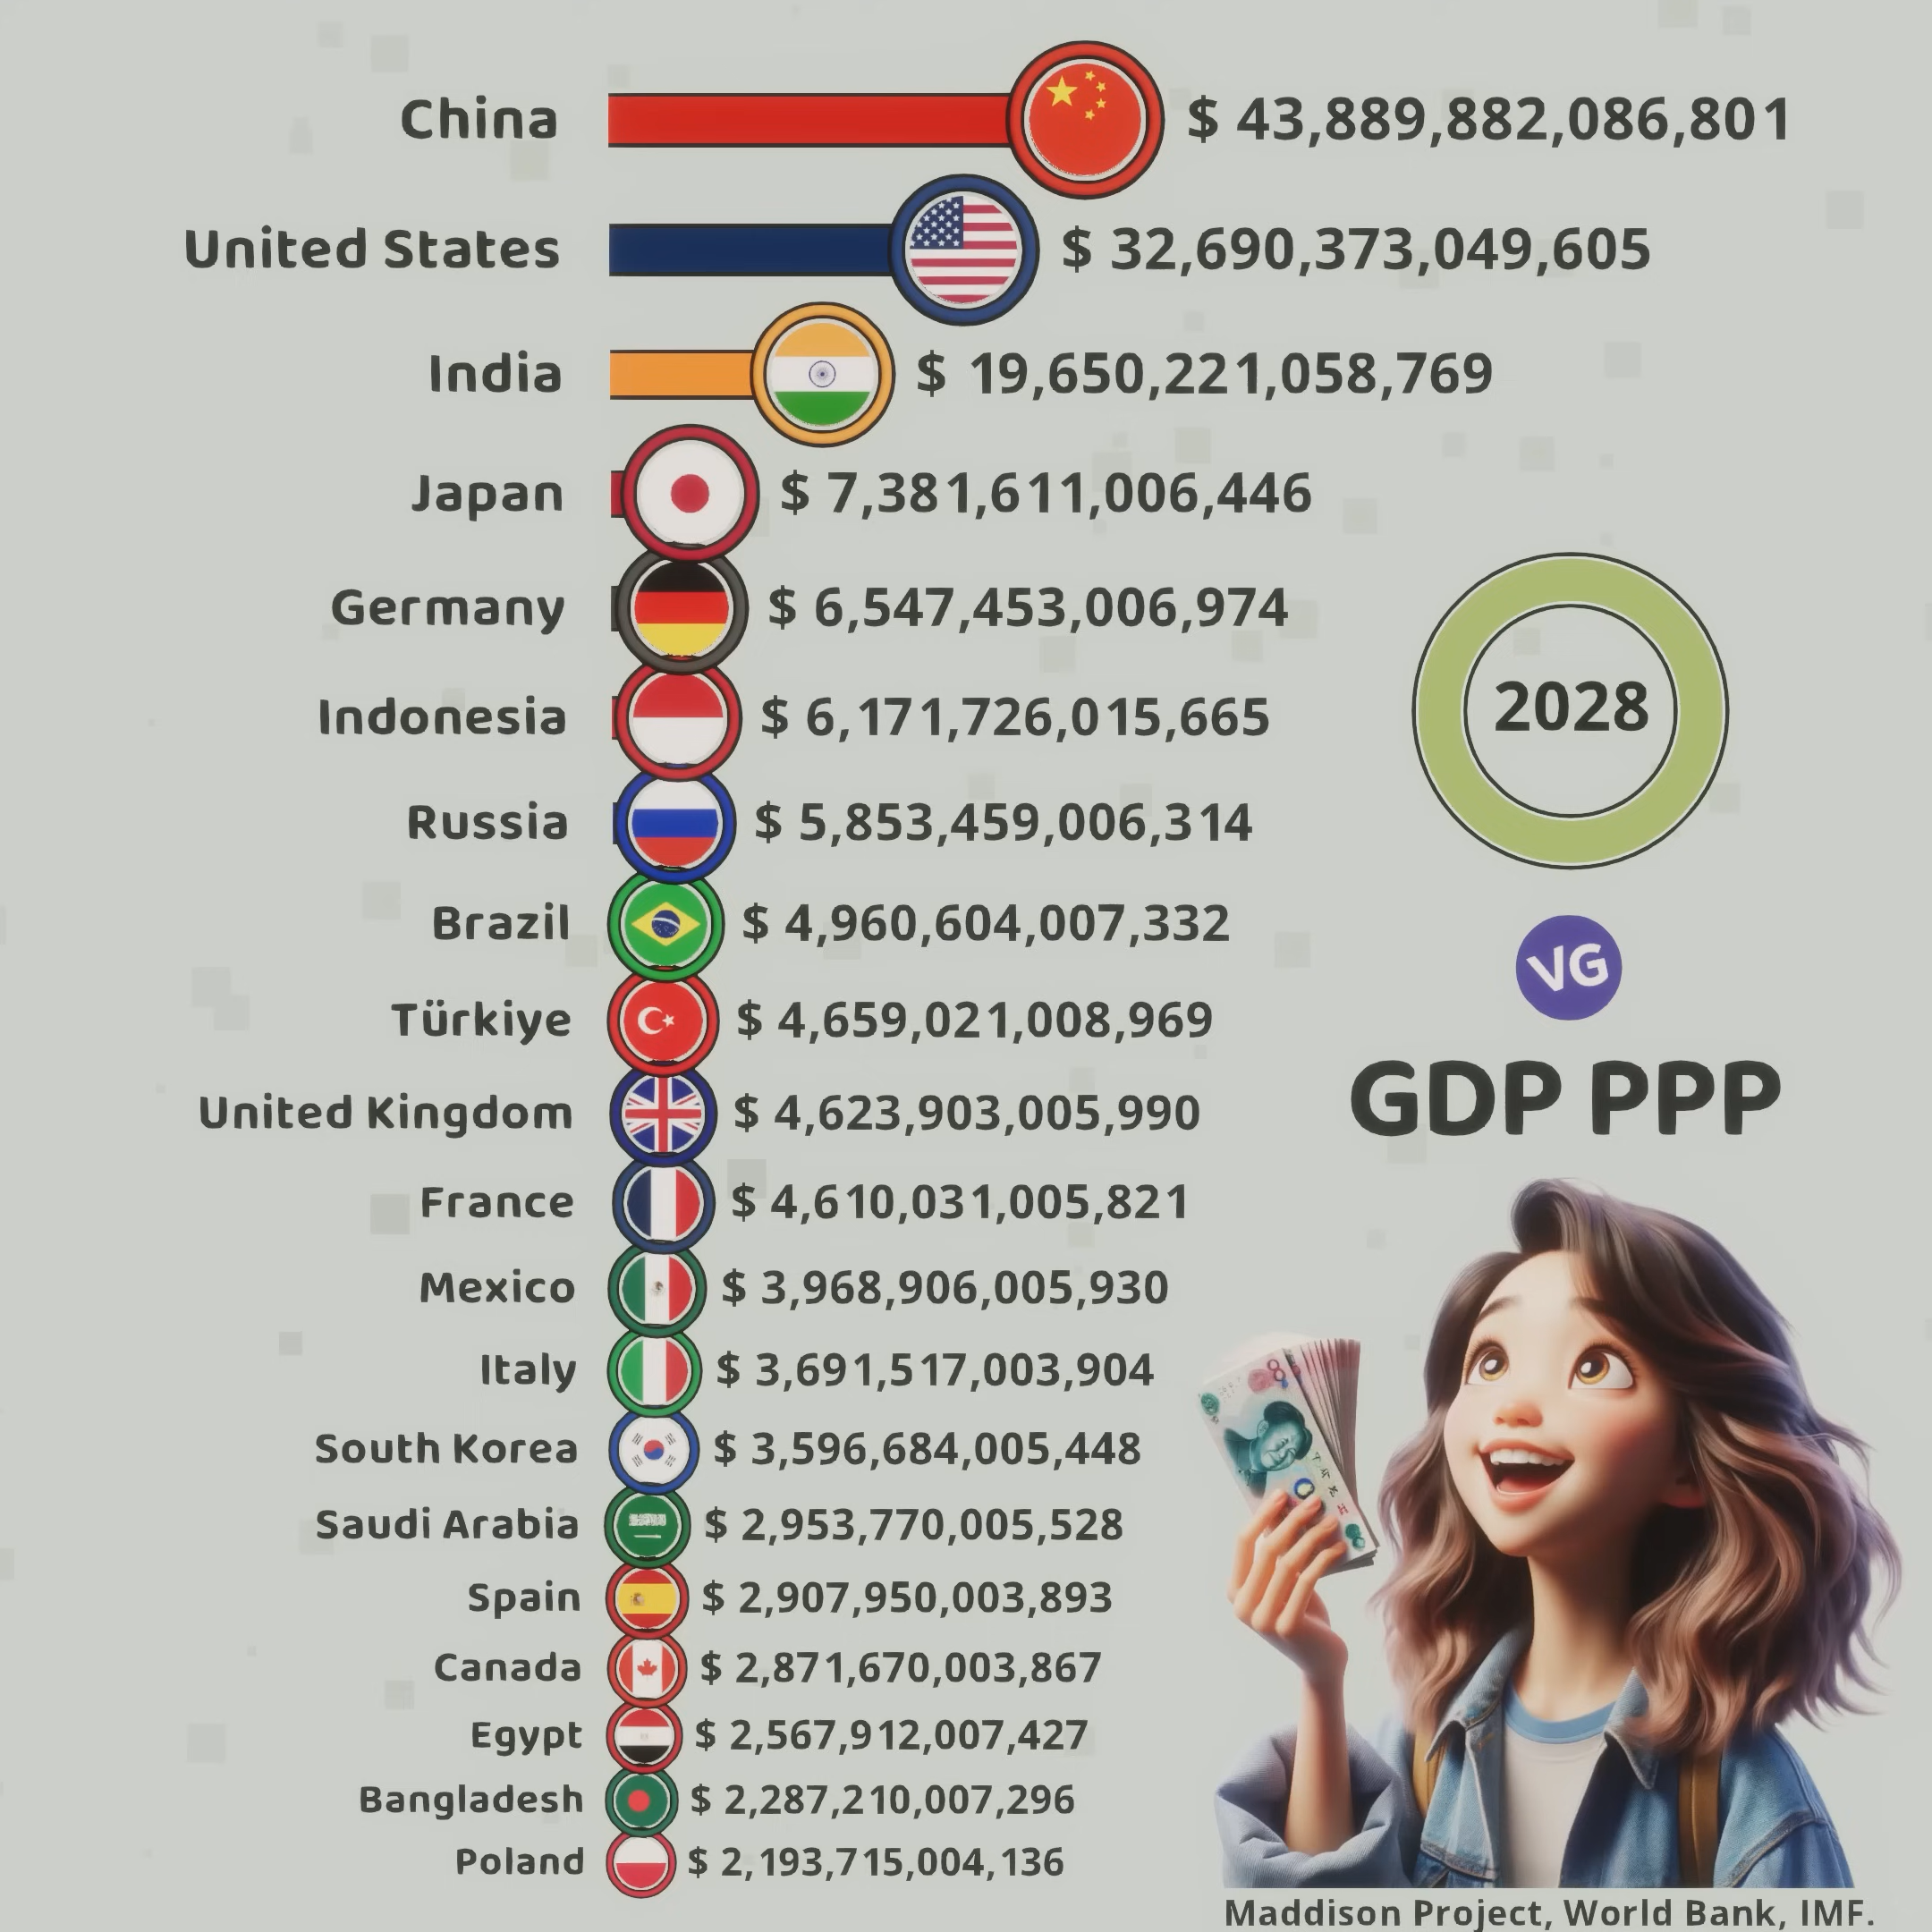 China $ 43,889,882,086,801
United States $ 32,690,373,049,605
India $ 19,650,221,058,769
Japan $ 7,381,611,006,446
Germany $ 6,547,453,006,974
Indonesia $ 6,171,726,015,665
2028
Russia $ 5,853,459,006,314
Brazil $ 4,960,604,007,332
VG
Türkiye $ 4,659,021,008,969
United Kingdom $ 4,623,903,005,990
GDP PPP
France $ 4,610,031,005,821
Mexico $ 3,968,906,005,930
Italy $ 3,691,517,003,904
South Korea $ 3,596,684,005,448
Saudi Arabia $ 2,953,770,005,528
Spain $ 2,907,950,003,893
Canada $ 2,871,670,003,867
Egypt $ 2,567,912,007,427
Bangladesh $ 2,287,210,007,296
Poland $ 2,193,715,004,136
Maddison Project, World Bank, IMF.